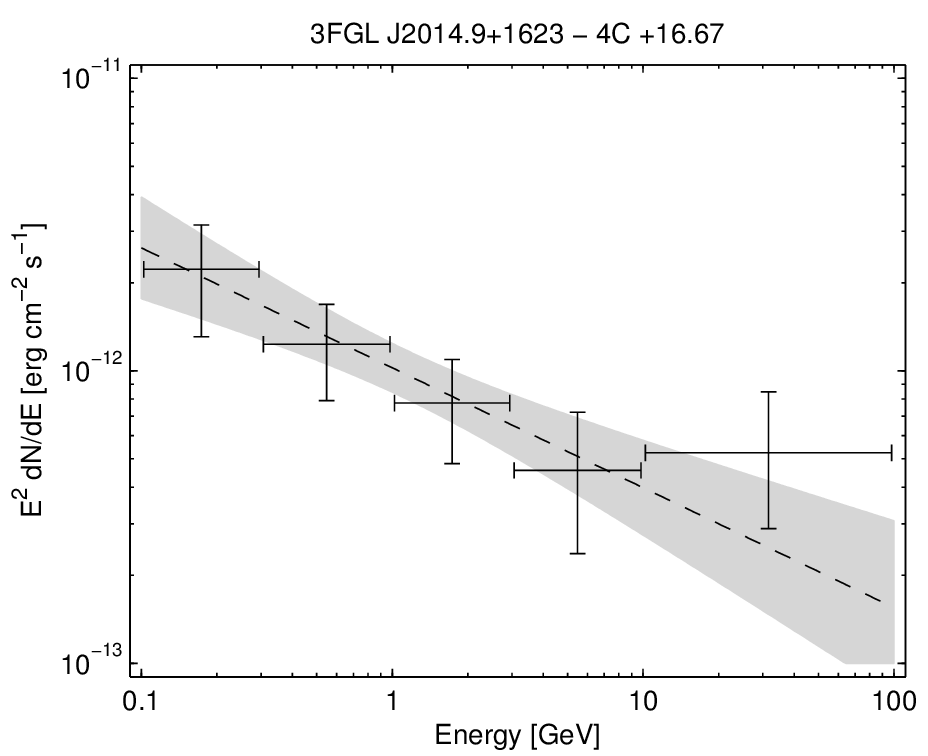 3FGL J2014.9+1623 − 4C +16.67
10⁻¹¹
10⁻¹²
10⁻¹³
E² dN/dE [erg cm⁻² s⁻¹]
0.1 1 10 100
Energy [GeV]